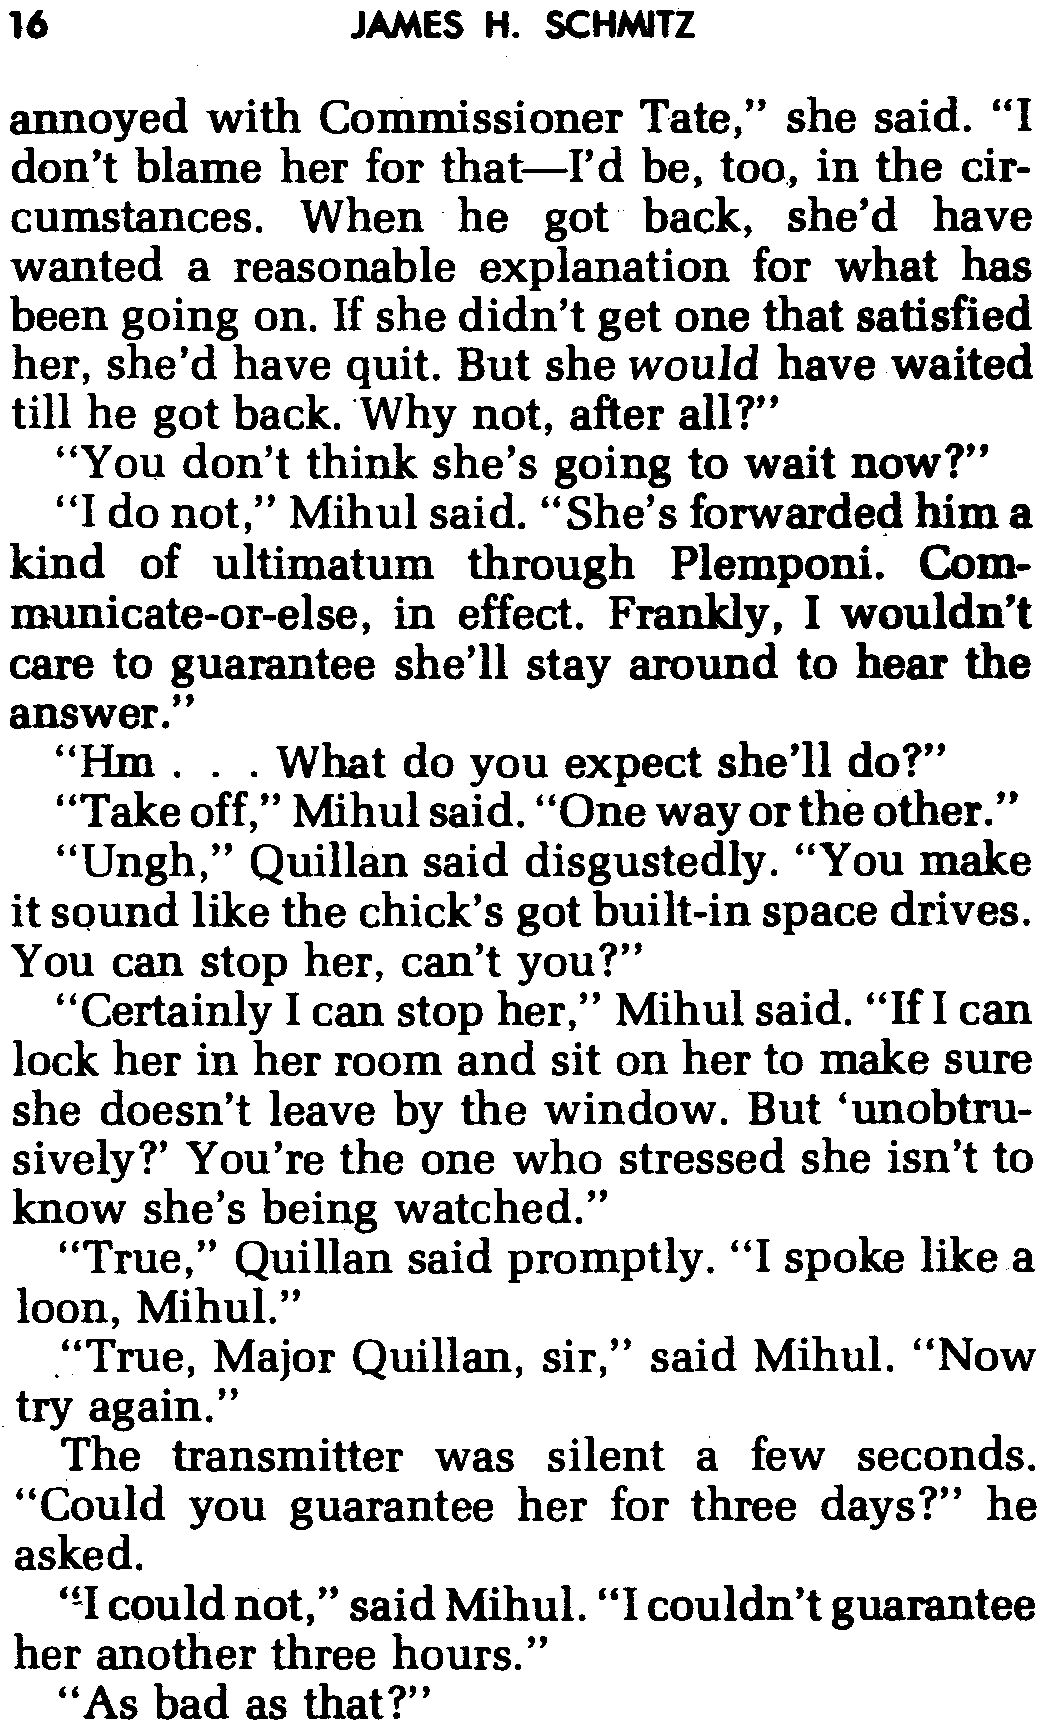 16 JAMES H. SCHMITZ
annoyed with Commissioner Tate,” she said. “I
don't blame her for that—I'd be, too, in the cir-
cumstances. When he got back, she'd have
wanted a reasonable explanation for what has
been going on. If she didn't get one that satisfied
her, she'd have quit. But she would have waited
till he got back. Why not, after all?”
“You don't think she's going to wait now?”
“I do not,” Mihul said. “She's forwarded him a
kind of ultimatum through Plemponi. Com-
municate-or-else, in effect. Frankly, I wouldn't
care to guarantee she'll stay around to hear the
answer.”
“Hm . . . What do you expect she'll do?”
“Take off,” Mihul said. “One way or the other.”
“Ungh,” Quillan said disgustedly. “You make
it sound like the chick's got built-in space drives.
You can stop her, can't you?”
“Certainly I can stop her,” Mihul said. “If I can
lock her in her room and sit on her to make sure
she doesn't leave by the window. But ‘unobtru-
sively?’ You're the one who stressed she isn't to
know she's being watched.”
“True,” Quillan said promptly. “I spoke like a
loon, Mihul.”
“True, Major Quillan, sir,” said Mihul. “Now
try again.”
The transmitter was silent a few seconds.
“Could you guarantee her for three days?” he
asked.
“I could not,” said Mihul. “I couldn't guarantee
her another three hours.”
“As bad as that?”